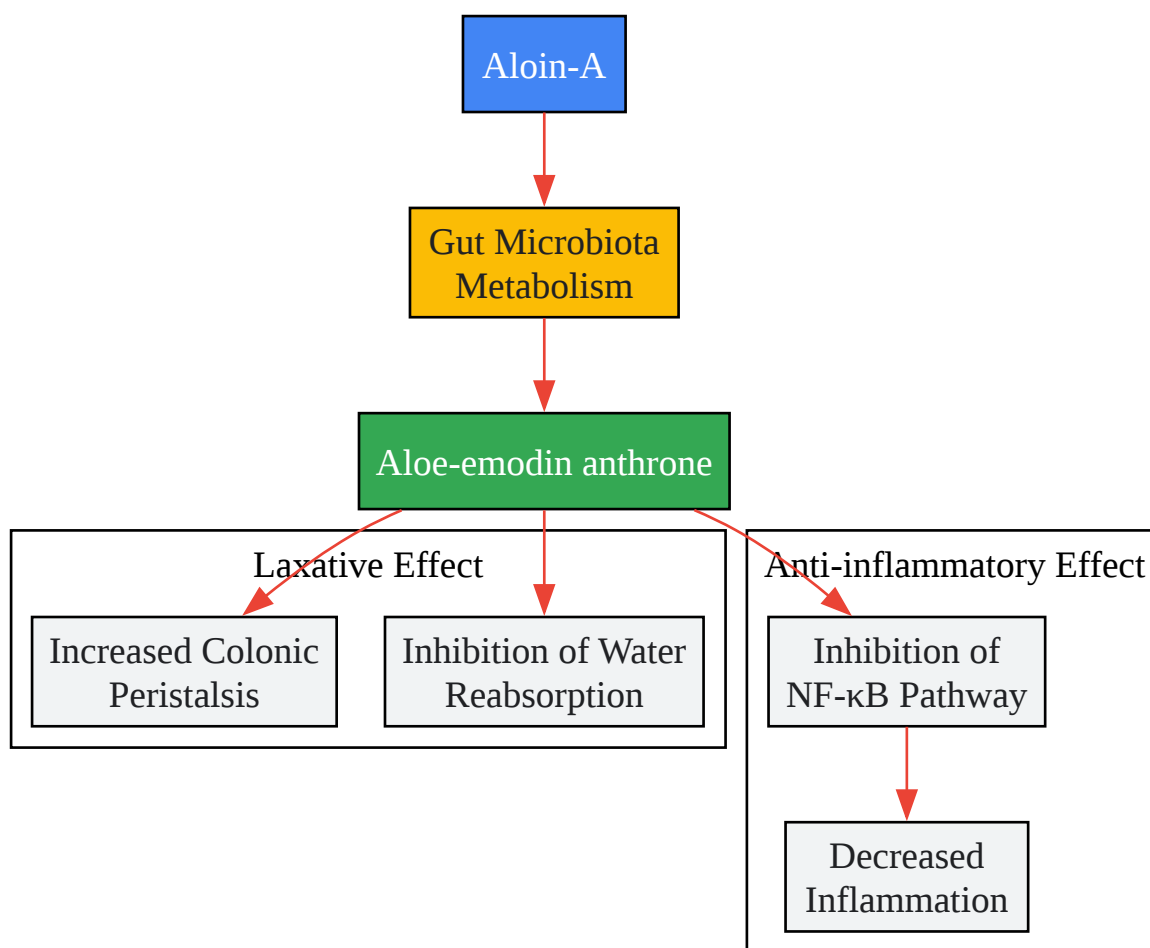 Aloin-A
Gut Microbiota
Metabolism
Aloe-emodin anthrone
Laxative Effect
Anti-inflammatory Effect
Increased Colonic
Peristalsis
Inhibition of Water
Reabsorption
Inhibition of
NF-κB Pathway
Decreased
Inflammation